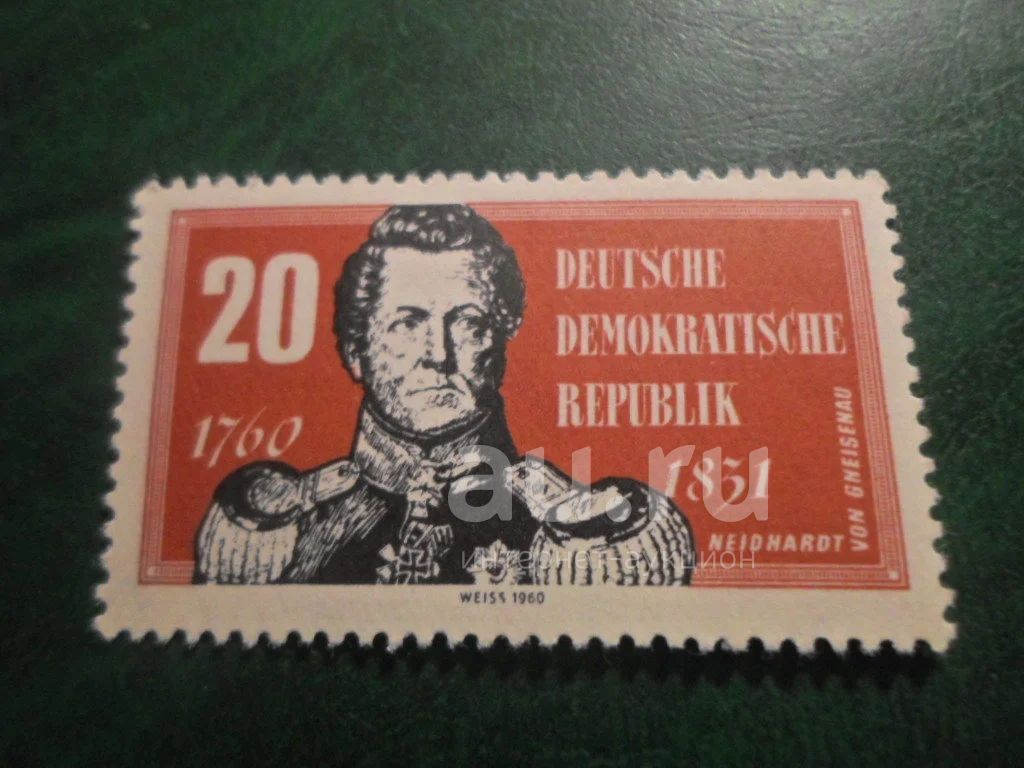 20
DEUTSCHE
DEMOKRATISCHE
REPUBLIK
1760
1831
NEIDHARDT
VON GNEISENAU
WEISS 1960
au.ru
интернет-аукцион